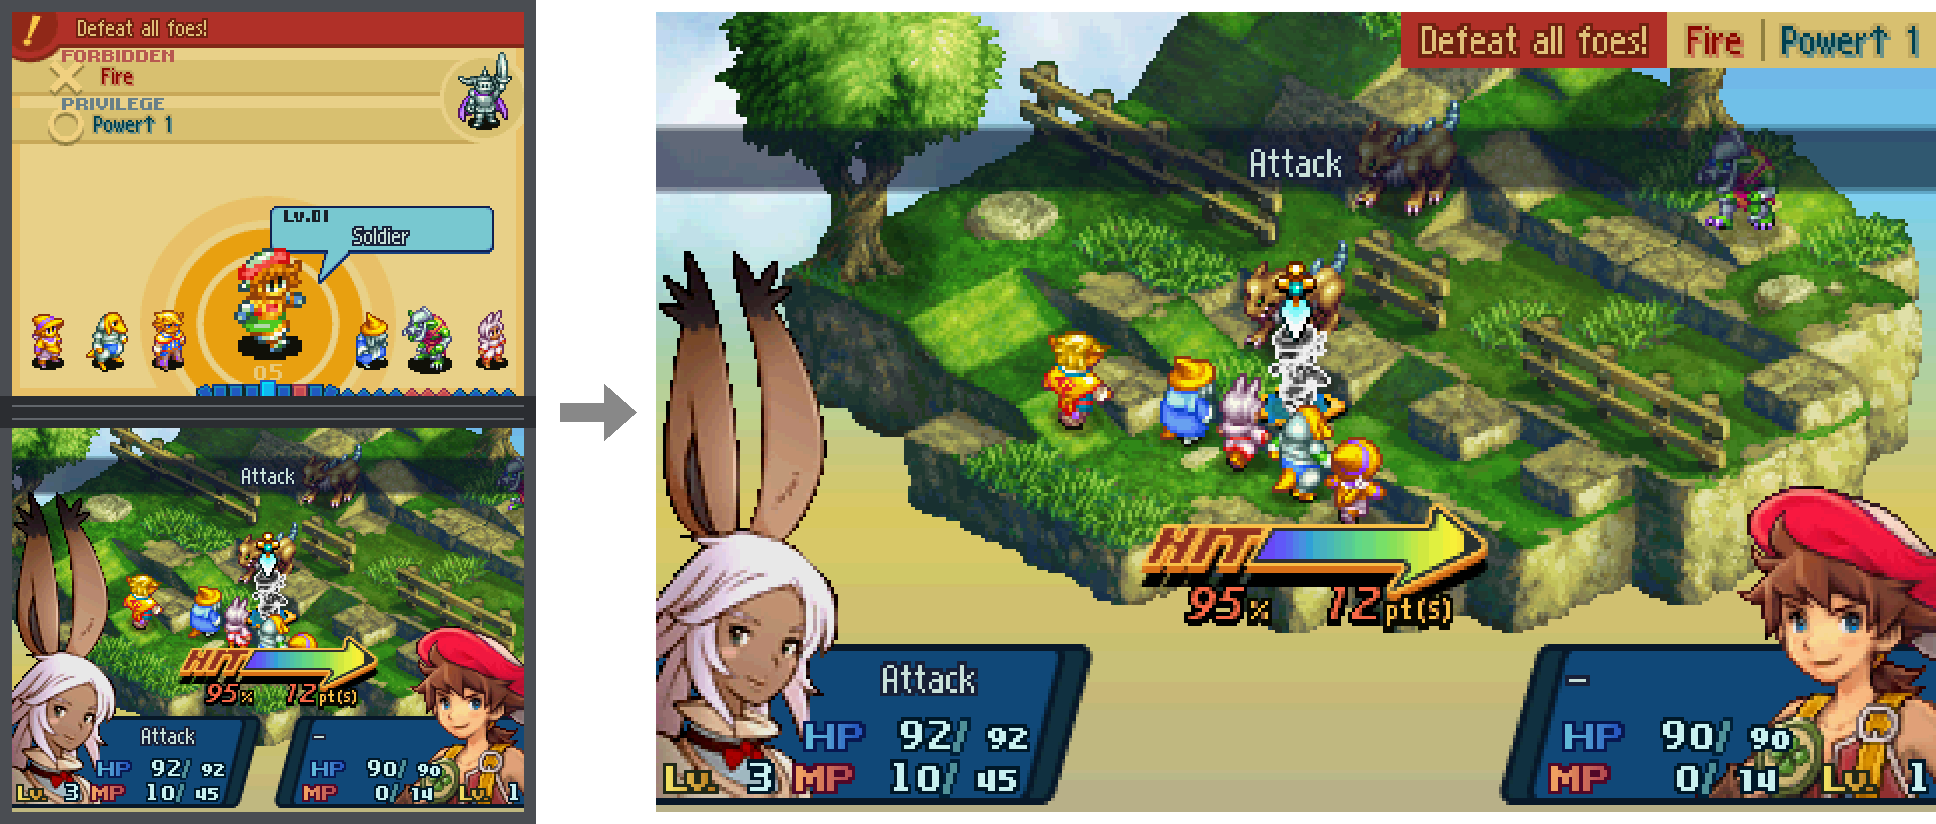 Defeat all foes!
FORBIDDEN
Fire
PRIVILEGE
Power↑ 1
Lv.01
Soldier
05
Attack
HIT
95% 12pt(s)
Attack
HP 92/ 92
Lv. 3 MP 10/ 45
–
HP 90/ 90
MP 0/ 14 Lv. 1
Defeat all foes! Fire Power↑ 1
Attack
HIT
95% 12pt(s)
Attack
HP 92/ 92
Lv. 3 MP 10/ 45
–
HP 90/ 90
MP 0/ 14 Lv. 1